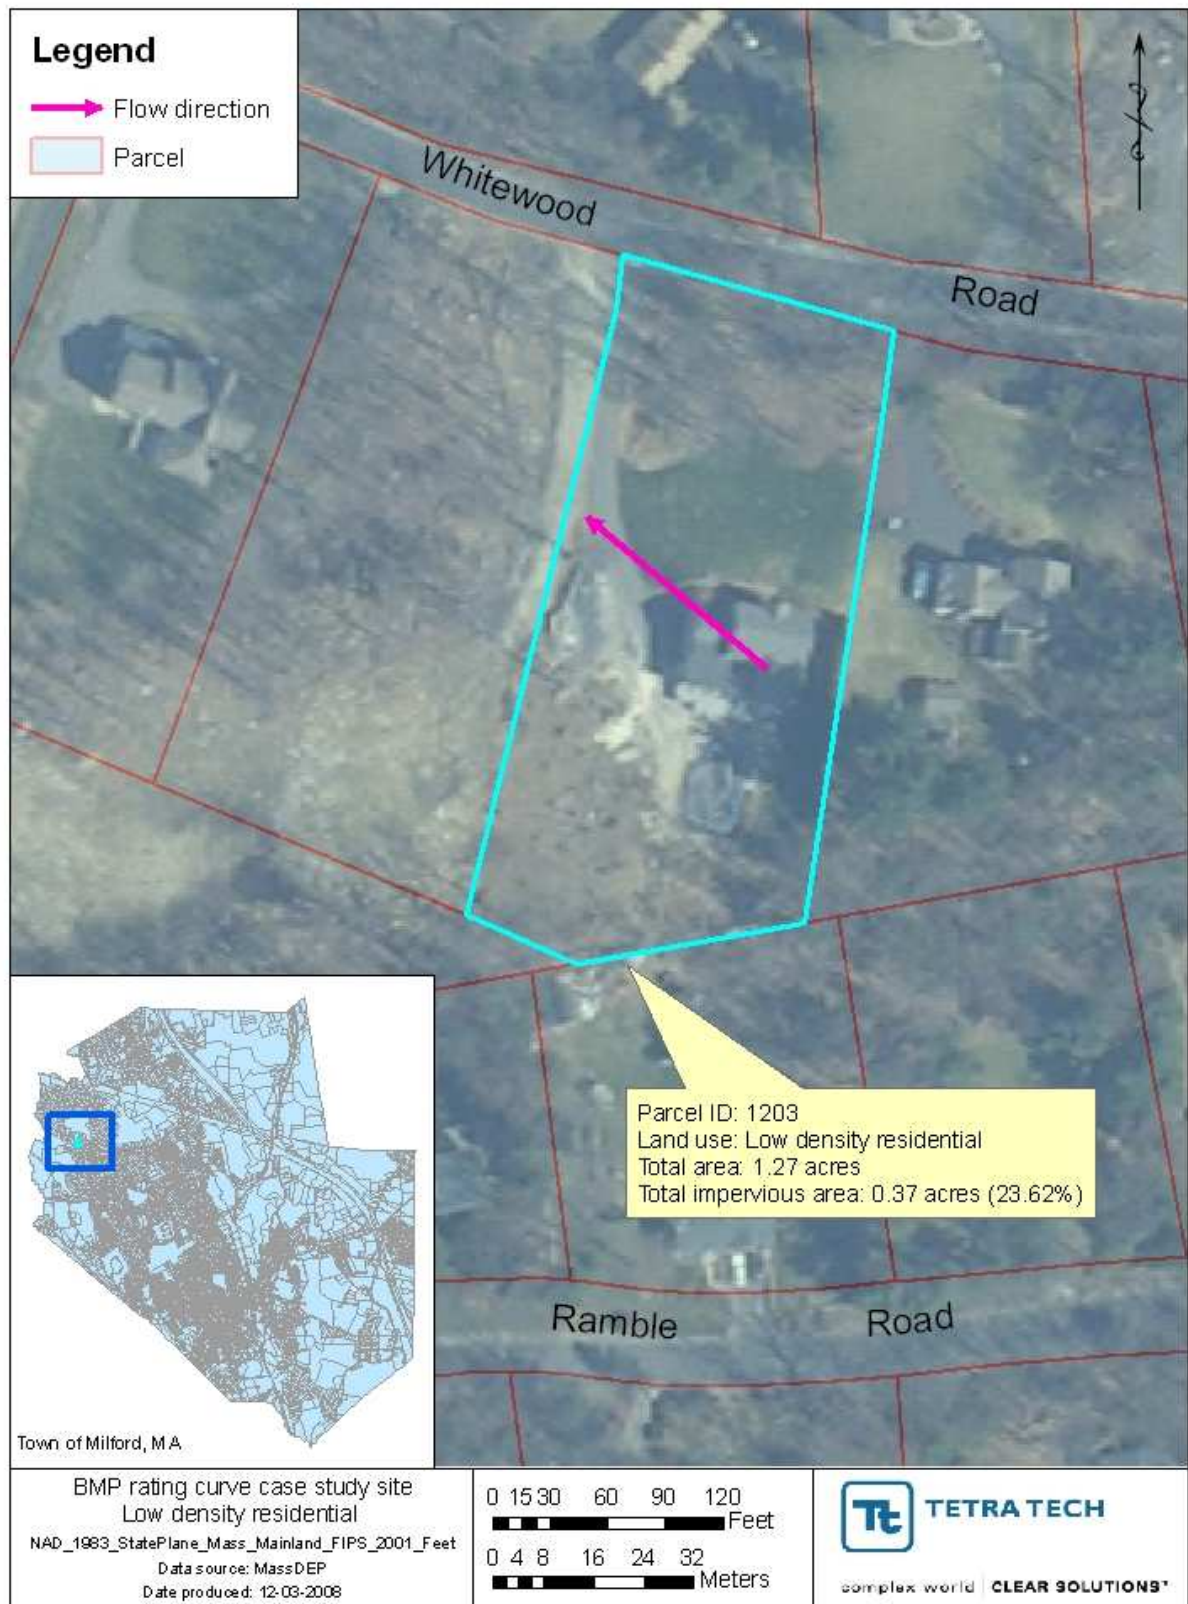 Legend
Flow direction
Parcel
Whitewood
Road
Parcel ID: 1203
Land use: Low density residential
Total area: 1.27 acres
Total impervious area: 0.37 acres (23.62%)
Ramble Road
Town of Milford, MA
BMP rating curve case study site
Low density residential
NAD_1983_StatePlane_Mass_Mainland_FIPS_2001_Feet
Data source: MassDEP
Date produced: 12-03-2008
0 15 30 60 90 120
Feet
0 4 8 16 24 32
Meters
Tt TETRA TECH
complex world CLEAR SOLUTIONS™